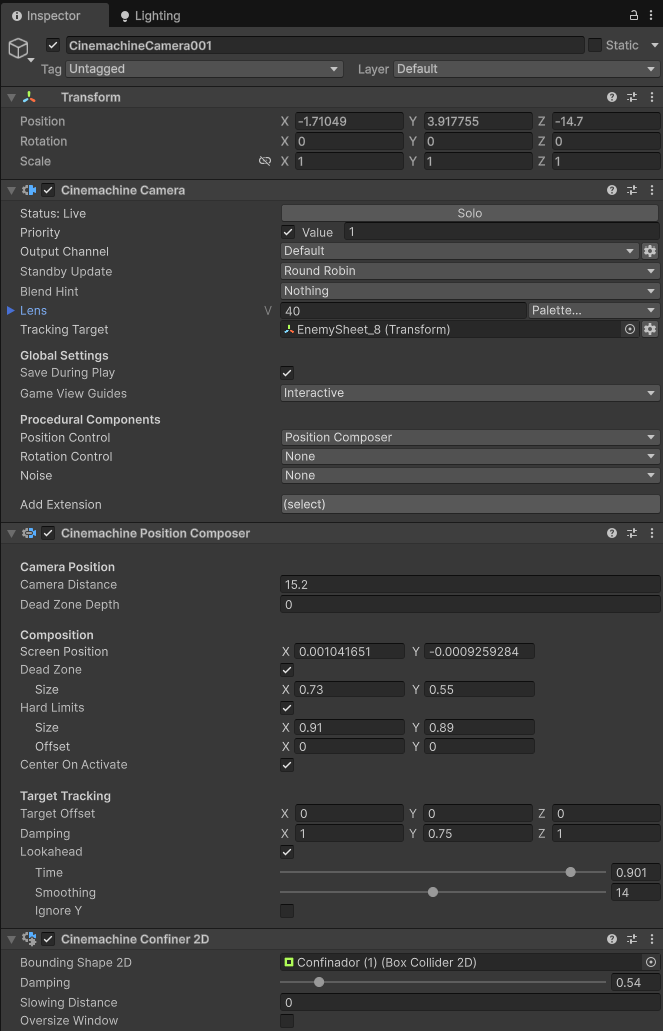 Inspector Lighting
CinemachineCamera001 Static
Tag Untagged Layer Default
Transform
Position X -1.71049 Y 3.917755 Z -14.7
Rotation X 0 Y 0 Z 0
Scale X 1 Y 1 Z 1
Cinemachine Camera
Status: Live Solo
Priority Value 1
Output Channel Default
Standby Update Round Robin
Blend Hint Nothing
Lens V 40 Palette...
Tracking Target EnemySheet_8 (Transform)
Global Settings
Save During Play
Game View Guides Interactive
Procedural Components
Position Control Position Composer
Rotation Control None
Noise None
Add Extension (select)
Cinemachine Position Composer
Camera Position
Camera Distance 15.2
Dead Zone Depth 0
Composition
Screen Position X 0.001041651 Y -0.0009259284
Dead Zone
Size X 0.73 Y 0.55
Hard Limits
Size X 0.91 Y 0.89
Offset X 0 Y 0
Center On Activate
Target Tracking
Target Offset X 0 Y 0 Z 0
Damping X 1 Y 0.75 Z 1
Lookahead
Time 0.901
Smoothing 14
Ignore Y
Cinemachine Confiner 2D
Bounding Shape 2D Confinador (1) (Box Collider 2D)
Damping 0.54
Slowing Distance 0
Oversize Window